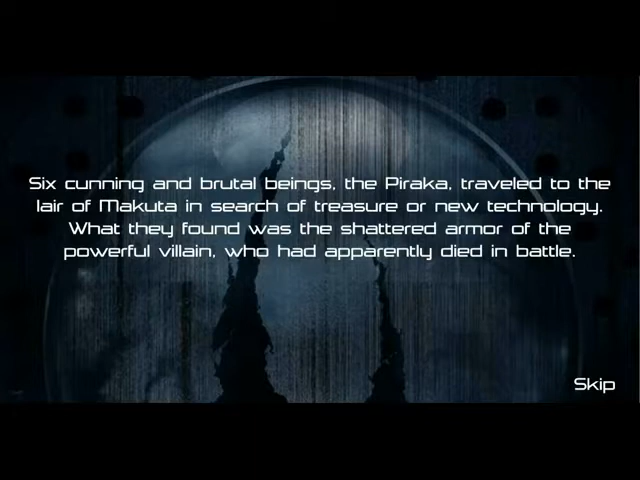 Six cunning and brutal beings, the Piraka, traveled to the
lair of Makuta in search of treasure or new technology.
What they found was the shattered armor of the
powerful villain, who had apparently died in battle.
Skip